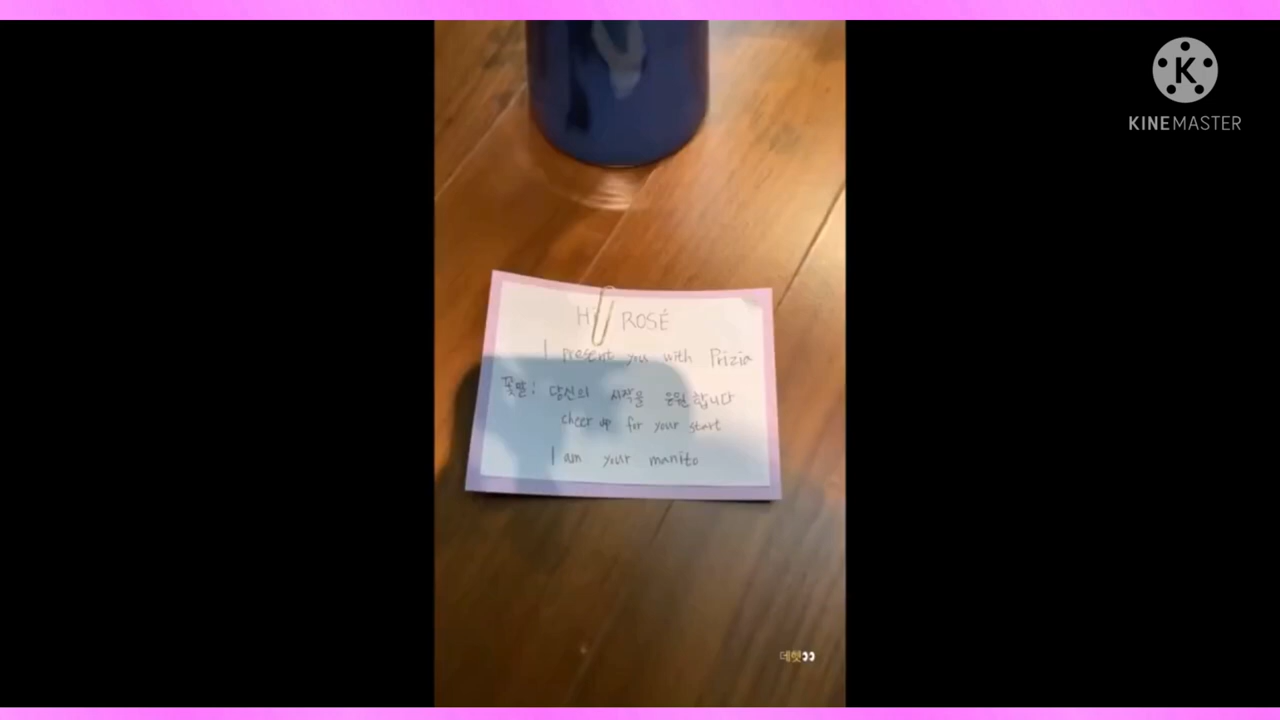 KINEMASTER
Hi ROSÉ
I present you with Prizia
꽃말: 당신의 시작을 응원합니다
cheer up for your start
I am your manito
데헷👀